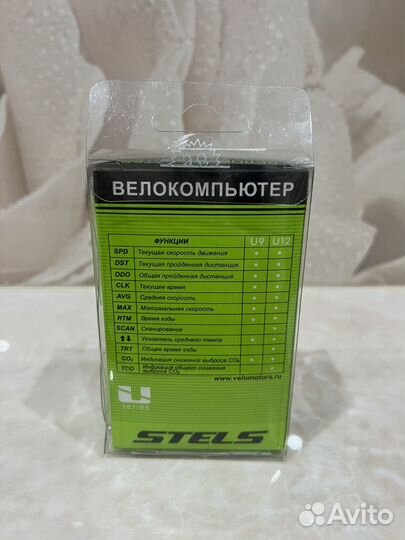 ВЕЛОКОМПЬЮТЕР
ФУНКЦИИ U9 U12
SPD Текущая скорость движения
DST Текущая пройденная дистанция
ODO Общая пройденная дистанция
CLK Текущее время
AVG Средняя скорость
MAX Максимальная скорость
RTM Время езды
SCAN Сканирование
⬆⬇ Указатель среднего темпа
TRT Общее время езды
CO₂ Индикация снижения выброса CO₂
TCO Индикация общего снижения
выброса CO₂
www.velomotors.ru
U
series
STELS
Avito